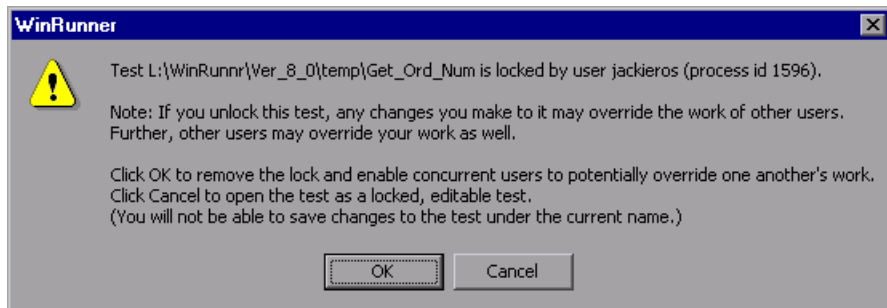 WinRunner
Test L:\WinRunnr\Ver_8_0\temp\Get_Ord_Num is locked by user jackieros (process id 1596).
Note: If you unlock this test, any changes you make to it may override the work of other users.
Further, other users may override your work as well.
Click OK to remove the lock and enable concurrent users to potentially override one another's work.
Click Cancel to open the test as a locked, editable test.
(You will not be able to save changes to the test under the current name.)
OK
Cancel